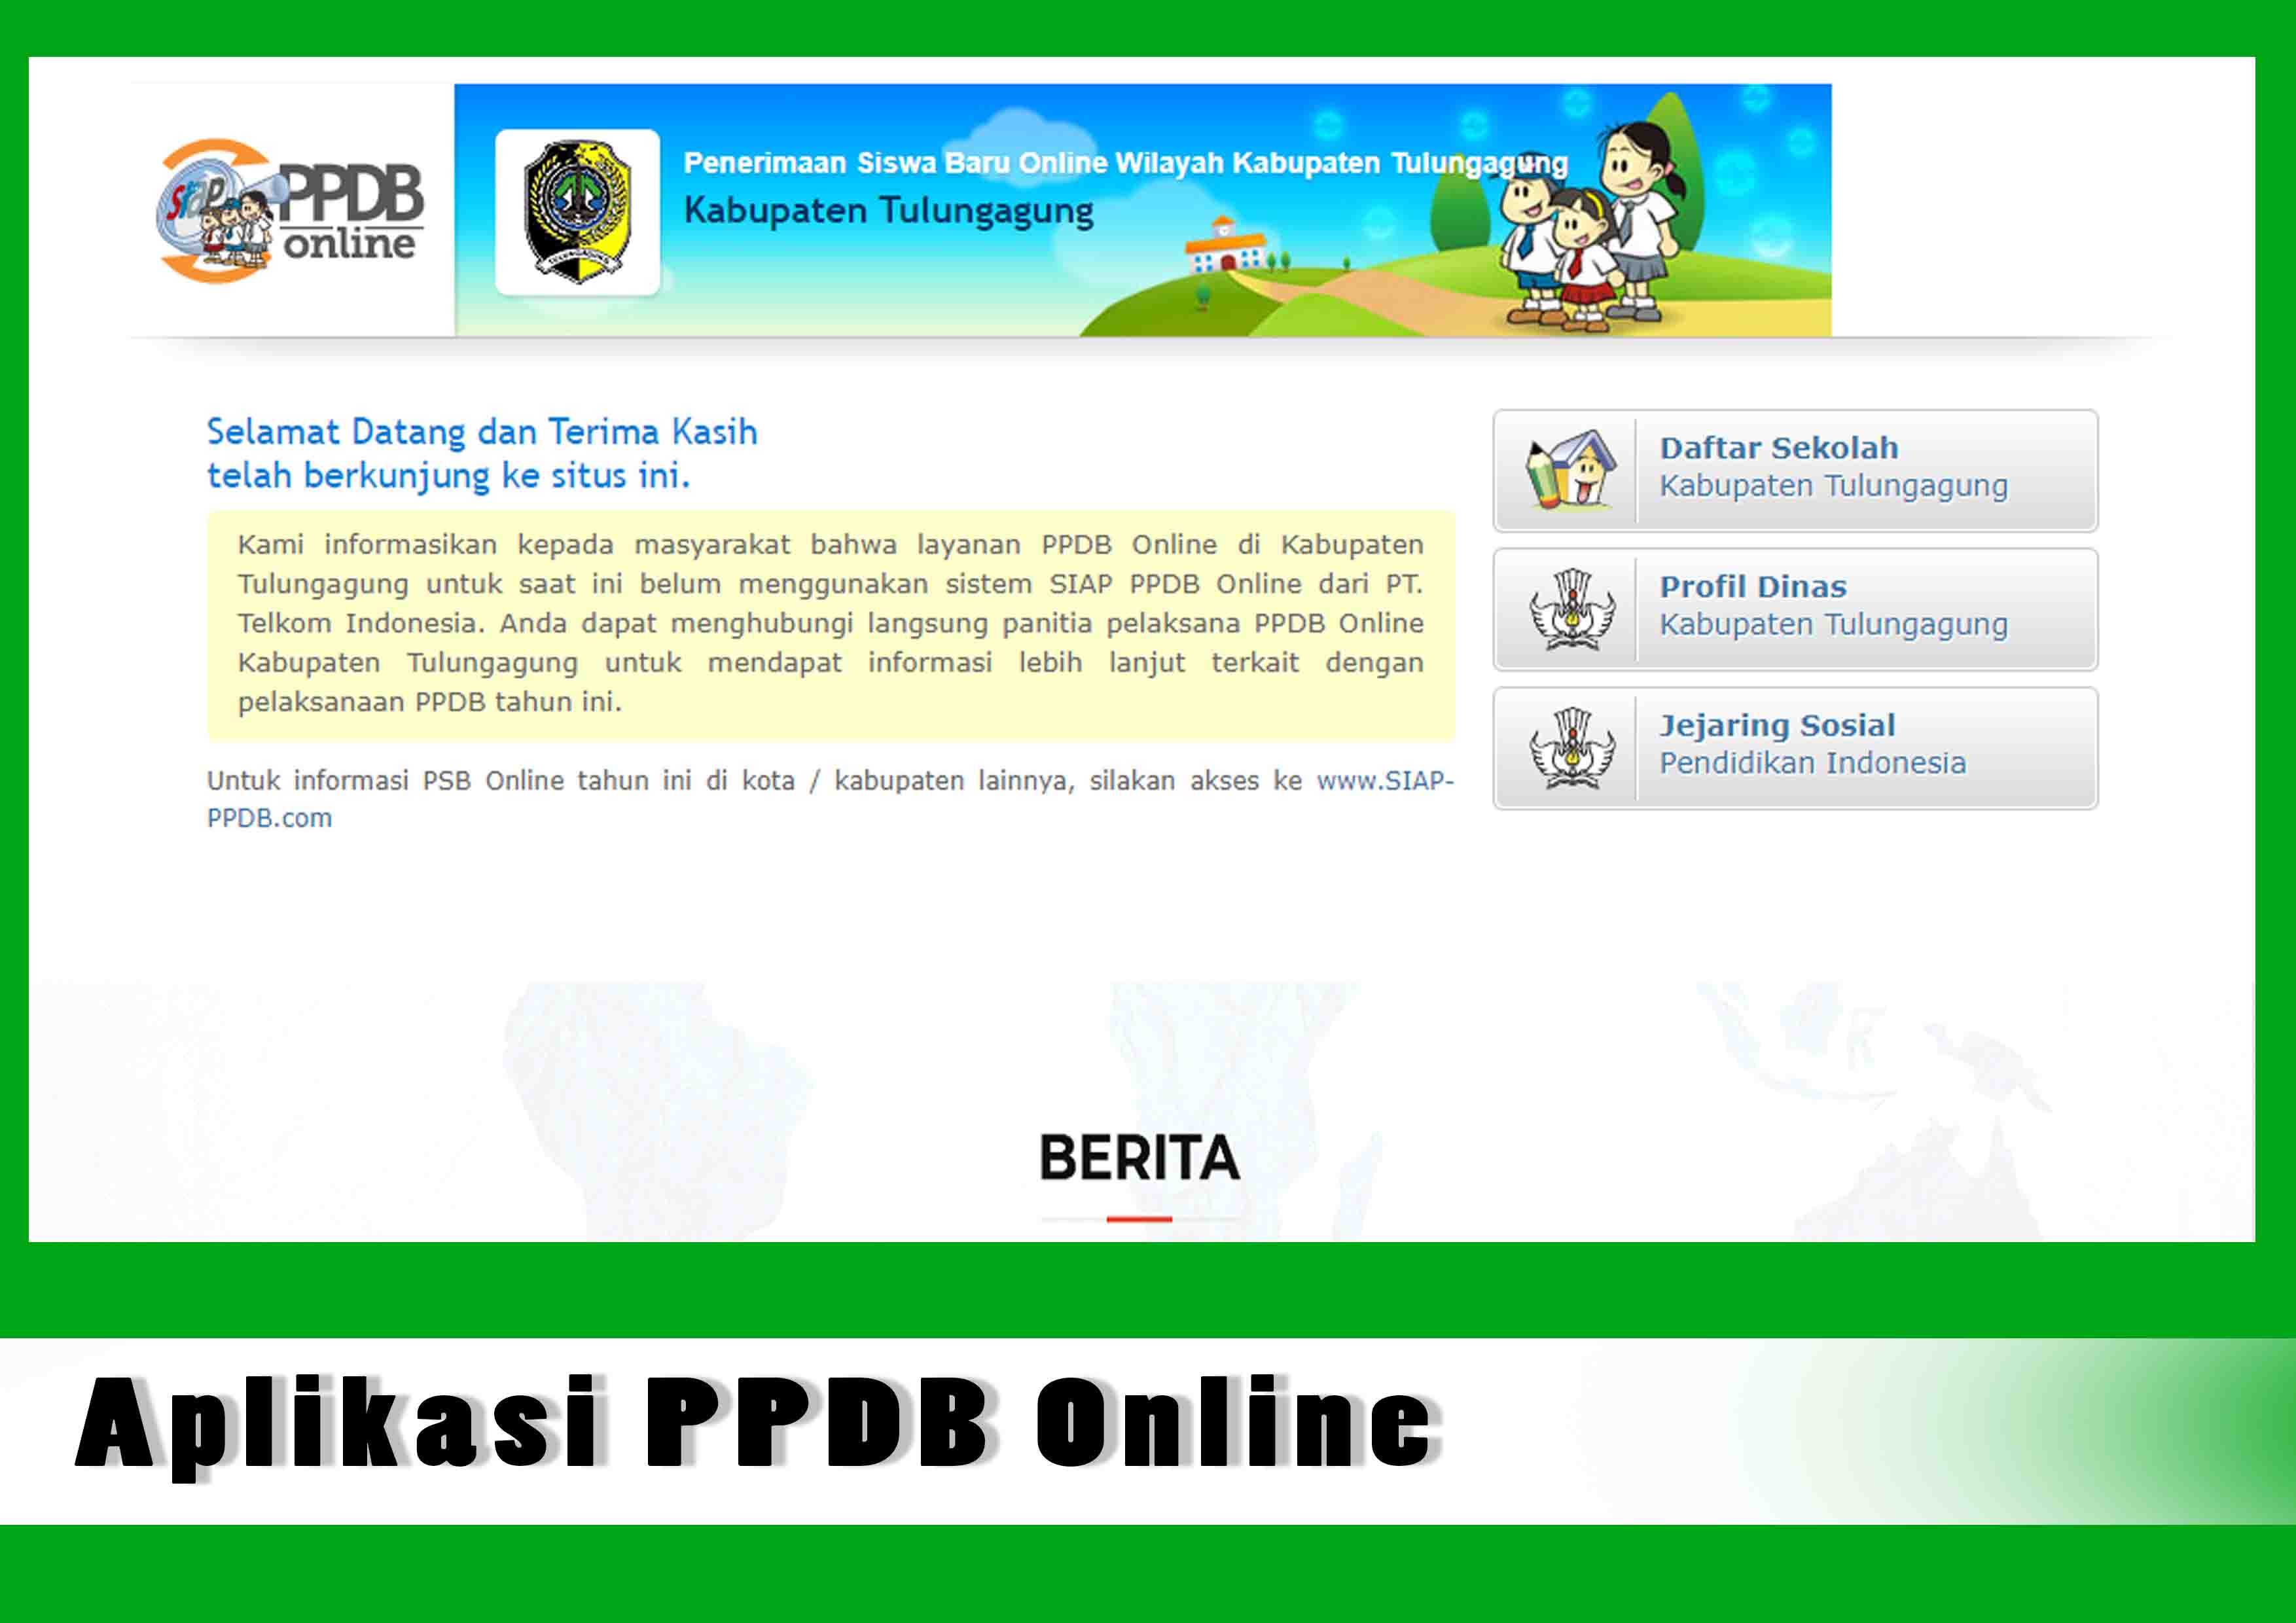 siap
PPDB
online
TULUNGAGUNG
Penerimaan Siswa Baru Online Wilayah Kabupaten Tulungagung
Kabupaten Tulungagung
Selamat Datang dan Terima Kasih
telah berkunjung ke situs ini.
Kami informasikan kepada masyarakat bahwa layanan PPDB Online di Kabupaten
Tulungagung untuk saat ini belum menggunakan sistem SIAP PPDB Online dari PT.
Telkom Indonesia. Anda dapat menghubungi langsung panitia pelaksana PPDB Online
Kabupaten Tulungagung untuk mendapat informasi lebih lanjut terkait dengan
pelaksanaan PPDB tahun ini.
Untuk informasi PSB Online tahun ini di kota / kabupaten lainnya, silakan akses ke www.SIAP-
PPDB.com
Daftar Sekolah
Kabupaten Tulungagung
Profil Dinas
Kabupaten Tulungagung
Jejaring Sosial
Pendidikan Indonesia
BERITA
Aplikasi PPDB Online